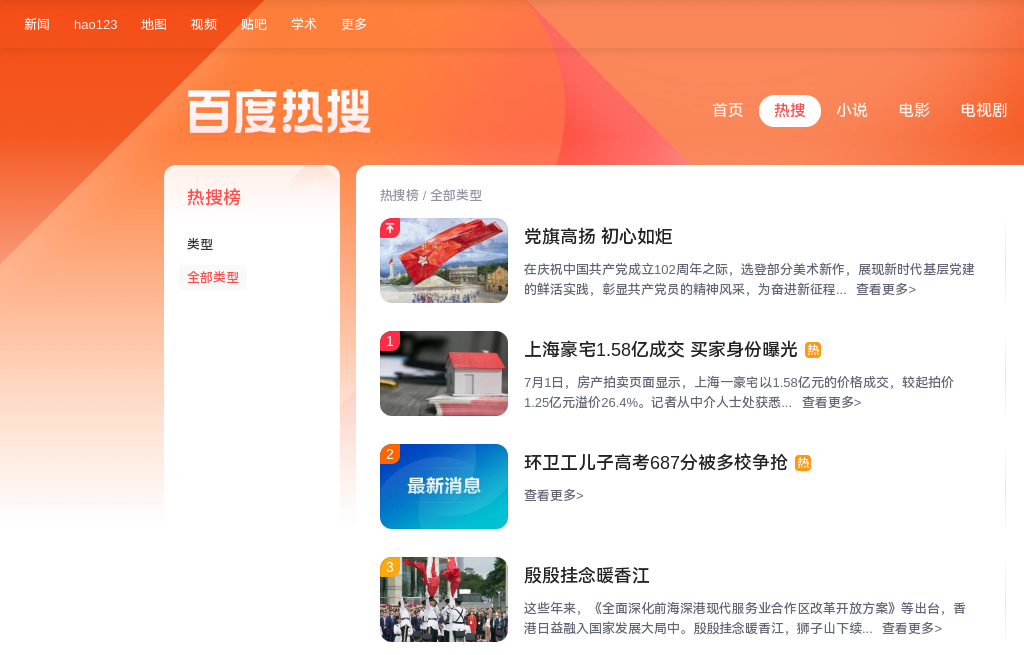 新闻 hao123 地图 视频 贴吧 学术 更多
百度热搜
首页 热搜 小说 电影 电视剧
热搜榜
类型
全部类型
热搜榜 / 全部类型
党旗高扬 初心如炬
在庆祝中国共产党成立102周年之际，选登部分美术新作，展现新时代基层党建
的鲜活实践，彰显共产党员的精神风采，为奋进新征程... 查看更多>
1
上海豪宅1.58亿成交 买家身份曝光 热
7月1日，房产拍卖页面显示，上海一豪宅以1.58亿元的价格成交，较起拍价
1.25亿元溢价26.4%。记者从中介人士处获悉... 查看更多>
2
最新消息
环卫工儿子高考687分被多校争抢 热
查看更多>
3
殷殷挂念暖香江
这些年来，《全面深化前海深港现代服务业合作区改革开放方案》等出台，香
港日益融入国家发展大局中。殷殷挂念暖香江，狮子山下续... 查看更多>